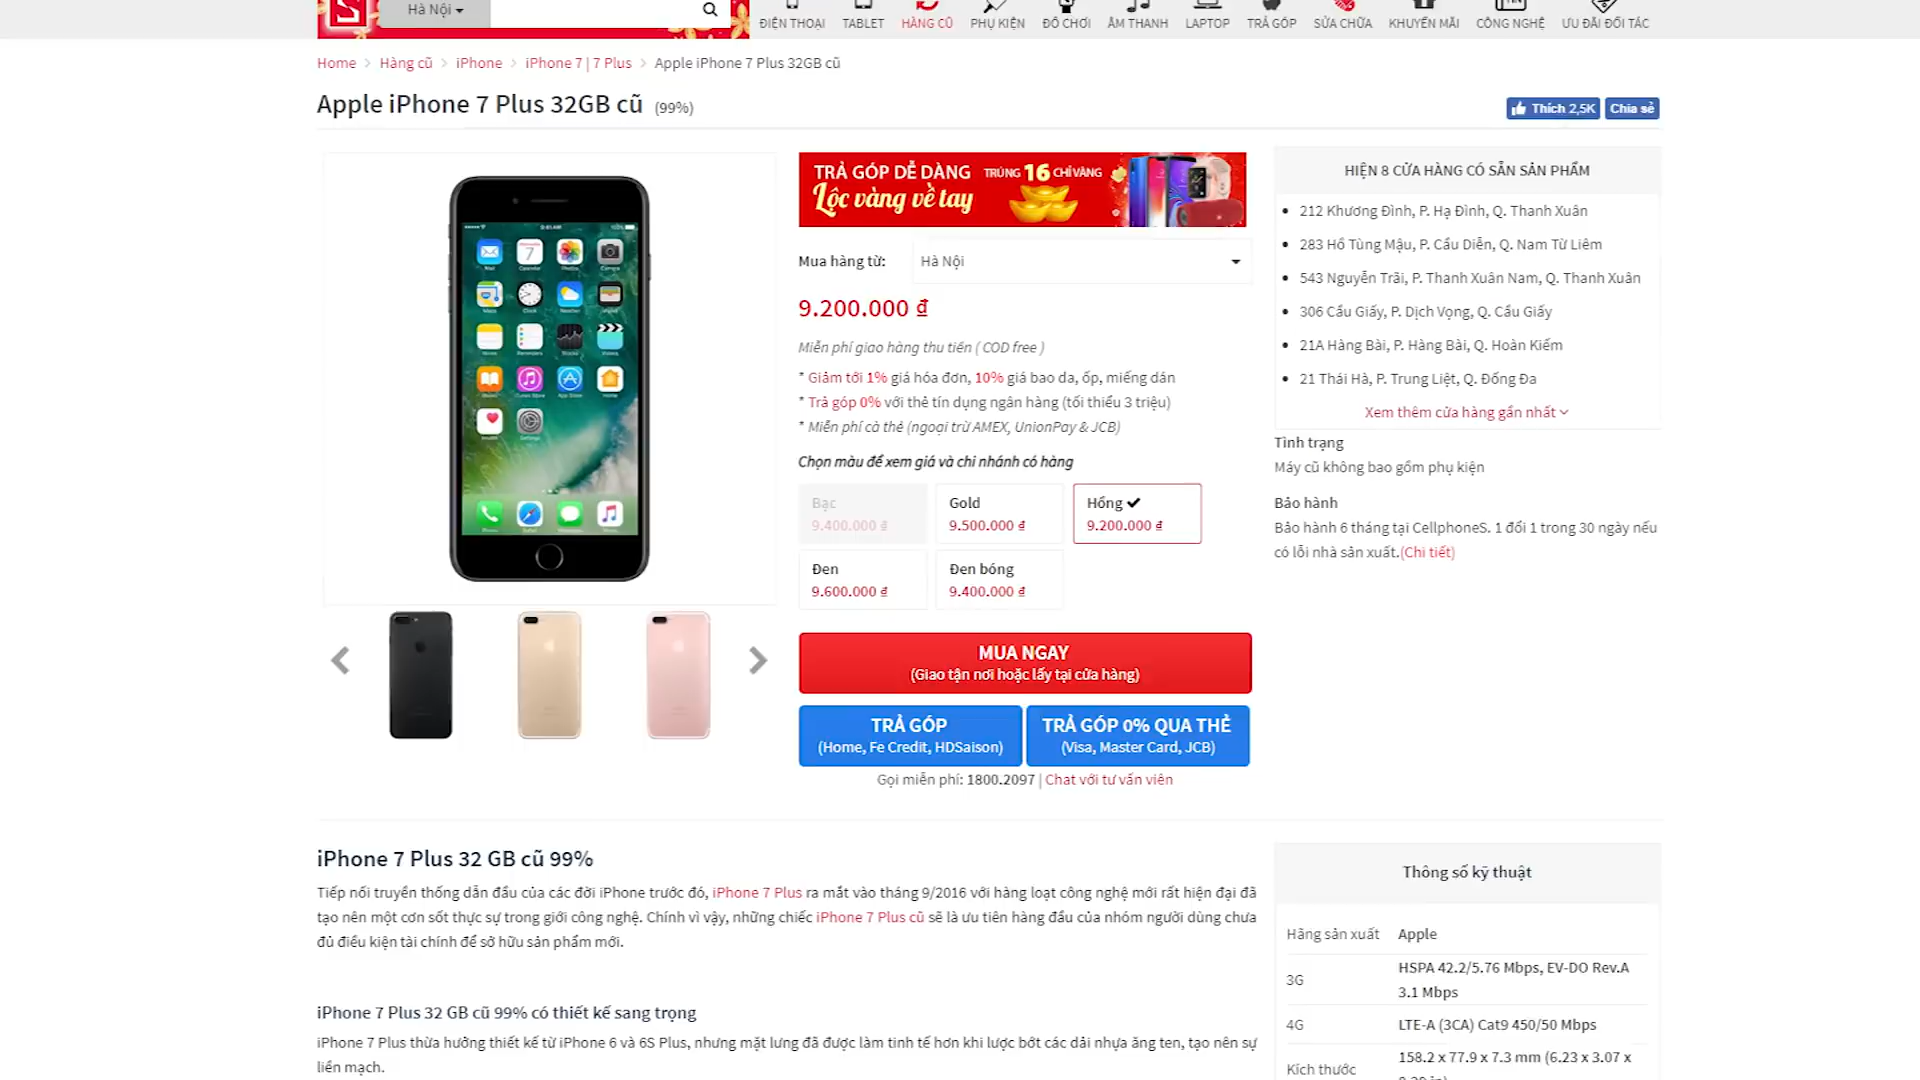 Hà Nội
ĐIỆN THOẠI
TABLET
HÀNG CŨ
PHỤ KIỆN
ĐỒ CHƠI
ÂM THANH
LAPTOP
TRẢ GÓP
SỬA CHỮA
KHUYẾN MÃI
CÔNG NGHỆ
ƯU ĐÃI ĐỐI TÁC
Home > Hàng cũ > iPhone > iPhone 7 | 7 Plus > Apple iPhone 7 Plus 32GB cũ
Apple iPhone 7 Plus 32GB cũ (99%)
Thích 2,5K
Chia sẻ
TRẢ GÓP DỄ DÀNG
Lộc vàng về tay
TRÚNG 16 CHỈ VÀNG
Mua hàng từ: Hà Nội
9.200.000 ₫
Miễn phí giao hàng thu tiền ( COD free )
* Giảm tới 1% giá hóa đơn, 10% giá bao da, ốp, miếng dán
* Trả góp 0% với thẻ tín dụng ngân hàng (tối thiểu 3 triệu)
* Miễn phí cà thẻ (ngoại trừ AMEX, UnionPay & JCB)
Chọn màu để xem giá và chi nhánh có hàng
Bạc
9.400.000 ₫
Gold
9.500.000 ₫
Hồng
9.200.000 ₫
Đen
9.600.000 ₫
Đen bóng
9.400.000 ₫
MUA NGAY
(Giao tận nơi hoặc lấy tại cửa hàng)
TRẢ GÓP
(Home, Fe Credit, HDSaison)
TRẢ GÓP 0% QUA THẺ
(Visa, Master Card, JCB)
Gọi miễn phí: 1800.2097 | Chat với tư vấn viên
HIỆN 8 CỬA HÀNG CÓ SẴN SẢN PHẨM
212 Khương Đình, P. Hạ Đình, Q. Thanh Xuân
283 Hồ Tùng Mậu, P. Cầu Diễn, Q. Nam Từ Liêm
543 Nguyễn Trãi, P. Thanh Xuân Nam, Q. Thanh Xuân
306 Cầu Giấy, P. Dịch Vọng, Q. Cầu Giấy
21A Hàng Bài, P. Hàng Bài, Q. Hoàn Kiếm
21 Thái Hà, P. Trung Liệt, Q. Đống Đa
Xem thêm cửa hàng gần nhất
Tình trạng
Máy cũ không bao gồm phụ kiện
Bảo hành
Bảo hành 6 tháng tại CellphoneS. 1 đổi 1 trong 30 ngày nếu
có lỗi nhà sản xuất.(Chi tiết)
iPhone 7 Plus 32 GB cũ 99%
Tiếp nối truyền thống dẫn đầu của các đời iPhone trước đó, iPhone 7 Plus ra mắt vào tháng 9/2016 với hàng loạt công nghệ mới rất hiện đại đã
tạo nên một cơn sốt thực sự trong giới công nghệ. Chính vì vậy, những chiếc iPhone 7 Plus cũ sẽ là ưu tiên hàng đầu của nhóm người dùng chưa
đủ điều kiện tài chính để sở hữu sản phẩm mới.
iPhone 7 Plus 32 GB cũ 99% có thiết kế sang trọng
iPhone 7 Plus thừa hưởng thiết kế từ iPhone 6 và 6S Plus, nhưng mặt lưng đã được làm tinh tế hơn khi lược bớt các dải nhựa ăng ten, tạo nên sự
liền mạch.
Thông số kỹ thuật
Hãng sản xuất Apple
3G HSPA 42.2/5.76 Mbps, EV-DO Rev.A
3.1 Mbps
4G LTE-A (3CA) Cat9 450/50 Mbps
Kích thước 158.2 x 77.9 x 7.3 mm (6.23 x 3.07 x